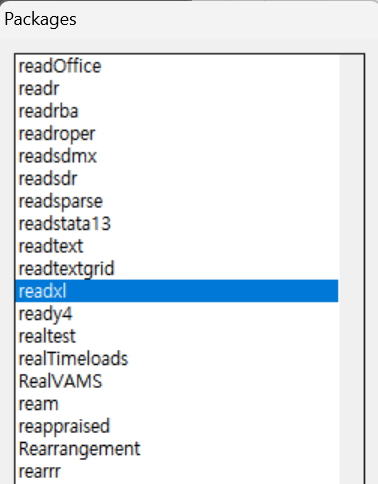 Packages
readOffice
readr
readrba
readroper
readsdmx
readsdr
readsparse
readstata13
readtext
readtextgrid
readxl
ready4
realtest
realTimeloads
RealVAMS
ream
reappraised
Rearrangement
rearrr